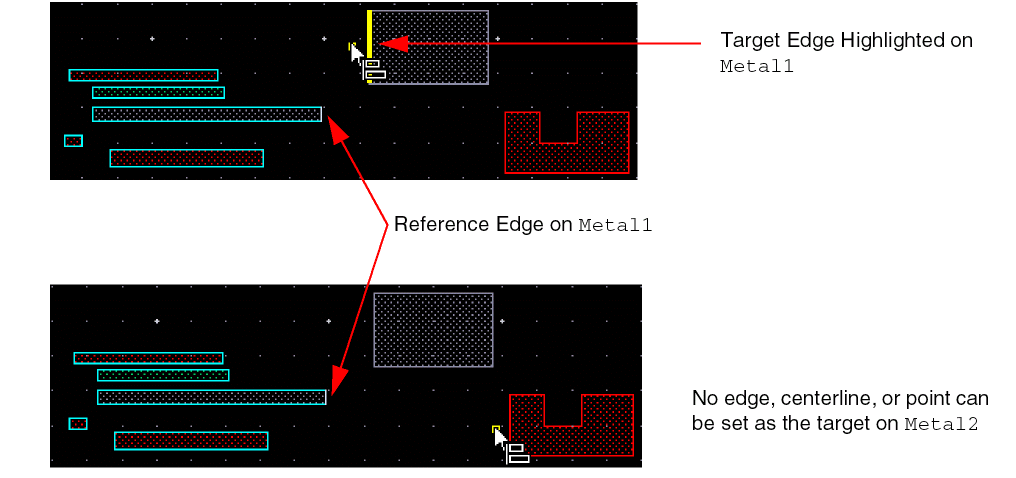 Target Edge Highlighted on
Metal1
Reference Edge on Metal1
No edge, centerline, or point can
be set as the target on Metal2